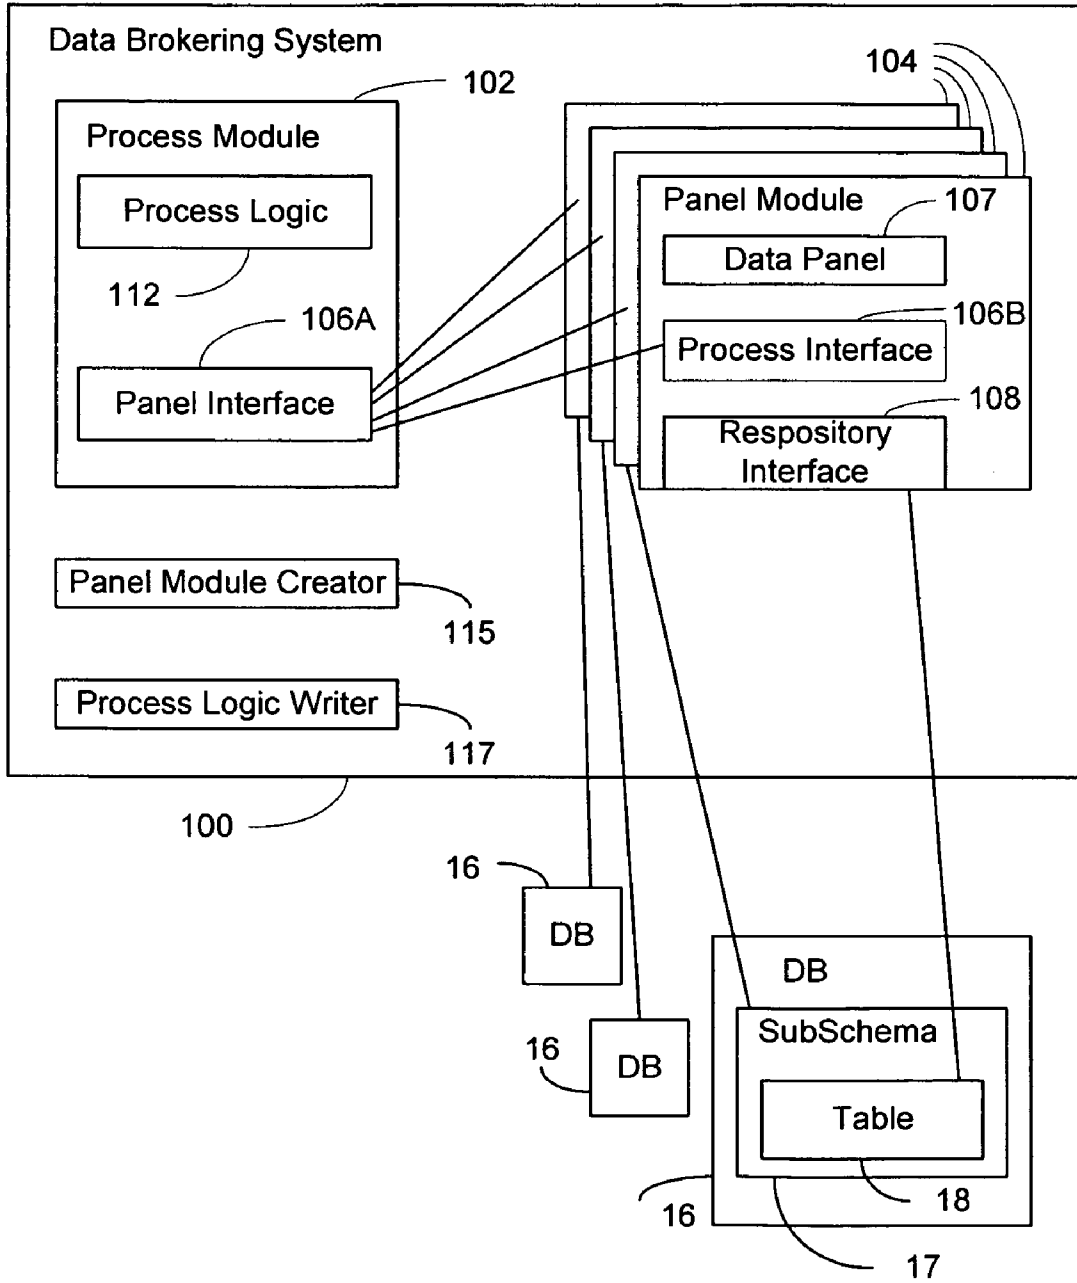 Data Brokering System
102
104
Process Module
Process Logic
112
106A
Panel Interface
Panel Module
107
Data Panel
106B
Process Interface
108
Respository
Interface
Panel Module Creator
115
Process Logic Writer
117
100
16
DB
16
DB
DB
SubSchema
Table
16
18
17